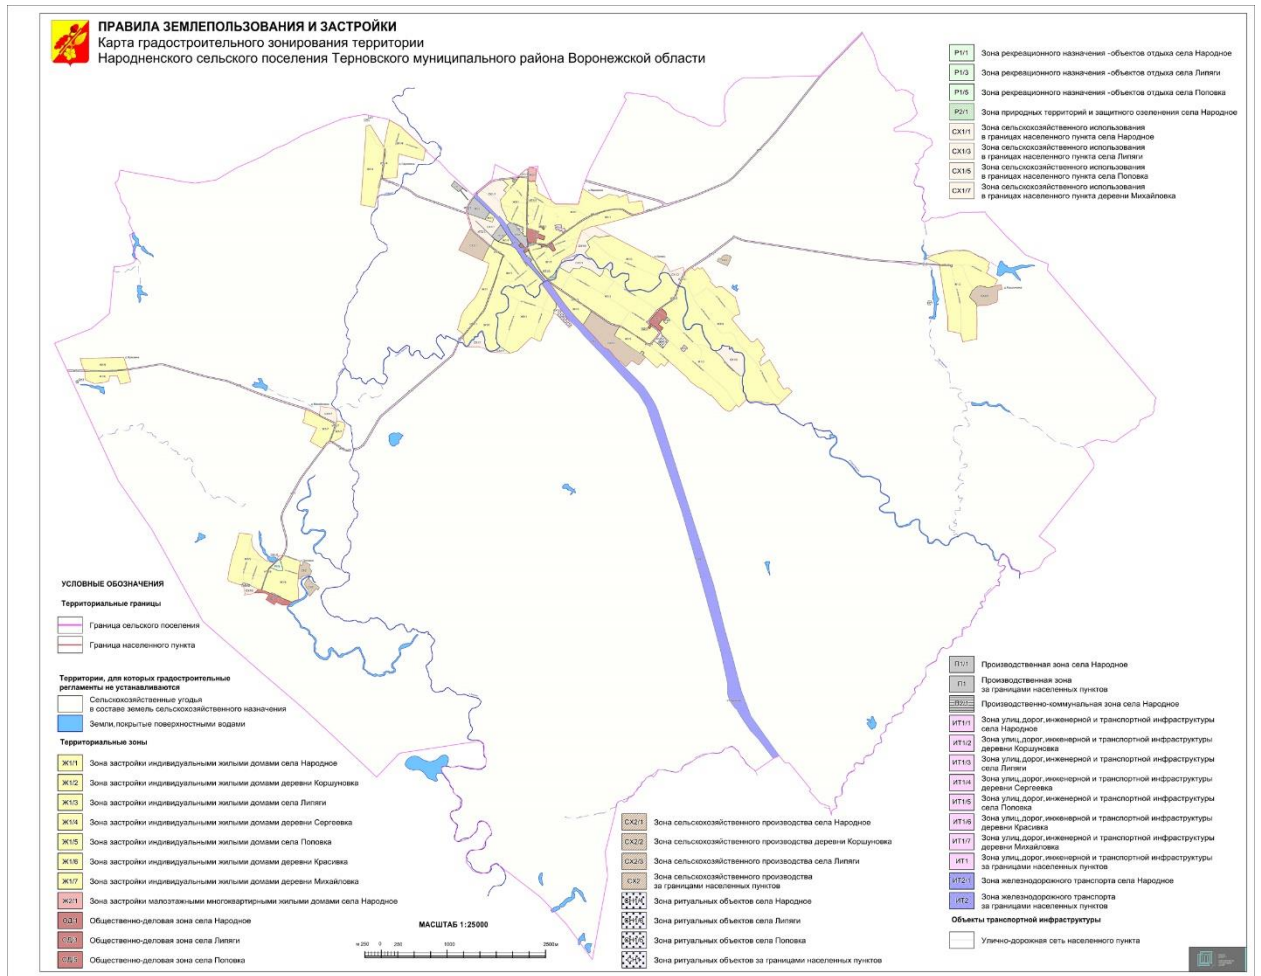 ПРАВИЛА ЗЕМЛЕПОЛЬЗОВАНИЯ И ЗАСТРОЙКИ
Карта градостроительного зонирования территории
Народненского сельского поселения Терновского муниципального района Воронежской области
Р1/1 Зона рекреационного назначения -объектов отдыха села Народное
Р1/3 Зона рекреационного назначения -объектов отдыха села Липяги
Р1/5 Зона рекреационного назначения -объектов отдыха села Поповка
Р2/1 Зона природных территорий и защитного озеленения села Народное
СХ1/1 Зона сельскохозяйственного использования
в границах населенного пункта села Народное
СХ1/3 Зона сельскохозяйственного использования
в границах населенного пункта села Липяги
СХ1/5 Зона сельскохозяйственного использования
в границах населенного пункта села Поповка
СХ1/7 Зона сельскохозяйственного использования
в границах населенного пункта деревни Михайловка
УСЛОВНЫЕ ОБОЗНАЧЕНИЯ
Территориальные границы
Граница сельского поселения
Граница населенного пункта
Территории, для которых градостроительные
регламенты не устанавливаются
Сельскохозяйственные угодья
в составе земель сельскохозяйственного назначения
Земли,покрытые поверхностными водами
Территориальные зоны
Ж1/1 Зона застройки индивидуальными жилыми домами села Народное
Ж1/2 Зона застройки индивидуальными жилыми домами деревни Коршуновка
Ж1/3 Зона застройки индивидуальными жилыми домами села Липяги
Ж1/4 Зона застройки индивидуальными жилыми домами деревни Сергеевка
Ж1/5 Зона застройки индивидуальными жилыми домами села Поповка
Ж1/6 Зона застройки индивидуальными жилыми домами деревни Красивка
Ж1/7 Зона застройки индивидуальными жилыми домами деревни Михайловка
Ж2/1 Зона застройки малоэтажными многоквартирными жилыми домами села Народное
Общественно-деловая зона села Народное
Общественно-деловая зона села Липяги
Общественно-деловая зона села Поповка
МАСШТАБ 1:25000
м 250 0 250 1000 2500м
СХ2/1 Зона сельскохозяйственного производства села Народное
СХ2/2 Зона сельскохозяйственного производства деревни Коршуновка
СХ2/3 Зона сельскохозяйственного производства села Липяги
СХ2 Зона сельскохозяйственного производства
за границами населенных пунктов
Зона ритуальных объектов села Народное
Зона ритуальных объектов села Липяги
Зона ритуальных объектов села Поповка
Зона ритуальных объектов за границами населенных пунктов
П1/1 Производственная зона села Народное
П1 Производственная зона
за границами населенных пунктов
П2/1 Производственно-коммунальная зона села Народное
ИТ1/1 Зона улиц,дорог,инженерной и транспортной инфраструктуры
села Народное
ИТ1/2 Зона улиц,дорог,инженерной и транспортной инфраструктуры
деревни Коршуновка
ИТ1/3 Зона улиц,дорог,инженерной и транспортной инфраструктуры
села Липяги
ИТ1/4 Зона улиц,дорог,инженерной и транспортной инфраструктуры
деревни Сергеевка
ИТ1/5 Зона улиц,дорог,инженерной и транспортной инфраструктуры
села Поповка
ИТ1/6 Зона улиц,дорог,инженерной и транспортной инфраструктуры
деревни Красивка
ИТ1/7 Зона улиц,дорог,инженерной и транспортной инфраструктуры
деревни Михайловка
ИТ1 Зона улиц,дорог,инженерной и транспортной инфраструктуры
за границами населенных пунктов
ИТ2/1 Зона железнодорожного транспорта села Народное
ИТ2 Зона железнодорожного транспорта
за границами населенных пунктов
Объекты транспортной инфраструктуры
Улично-дорожная сеть населенного пункта